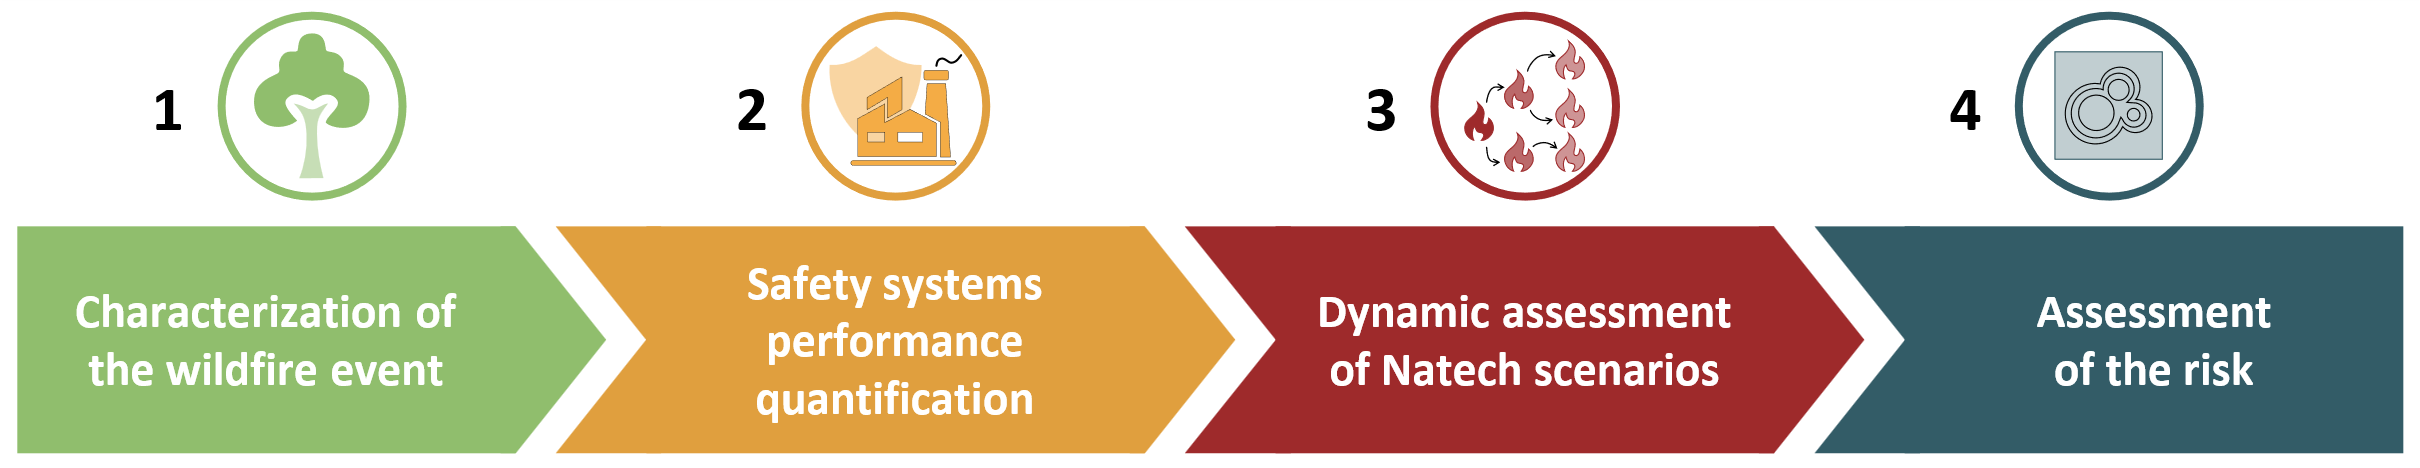 1
Characterization of
the wildfire event
2
Safety systems
performance
quantification
3
Dynamic assessment
of Natech scenarios
4
Assessment
of the risk